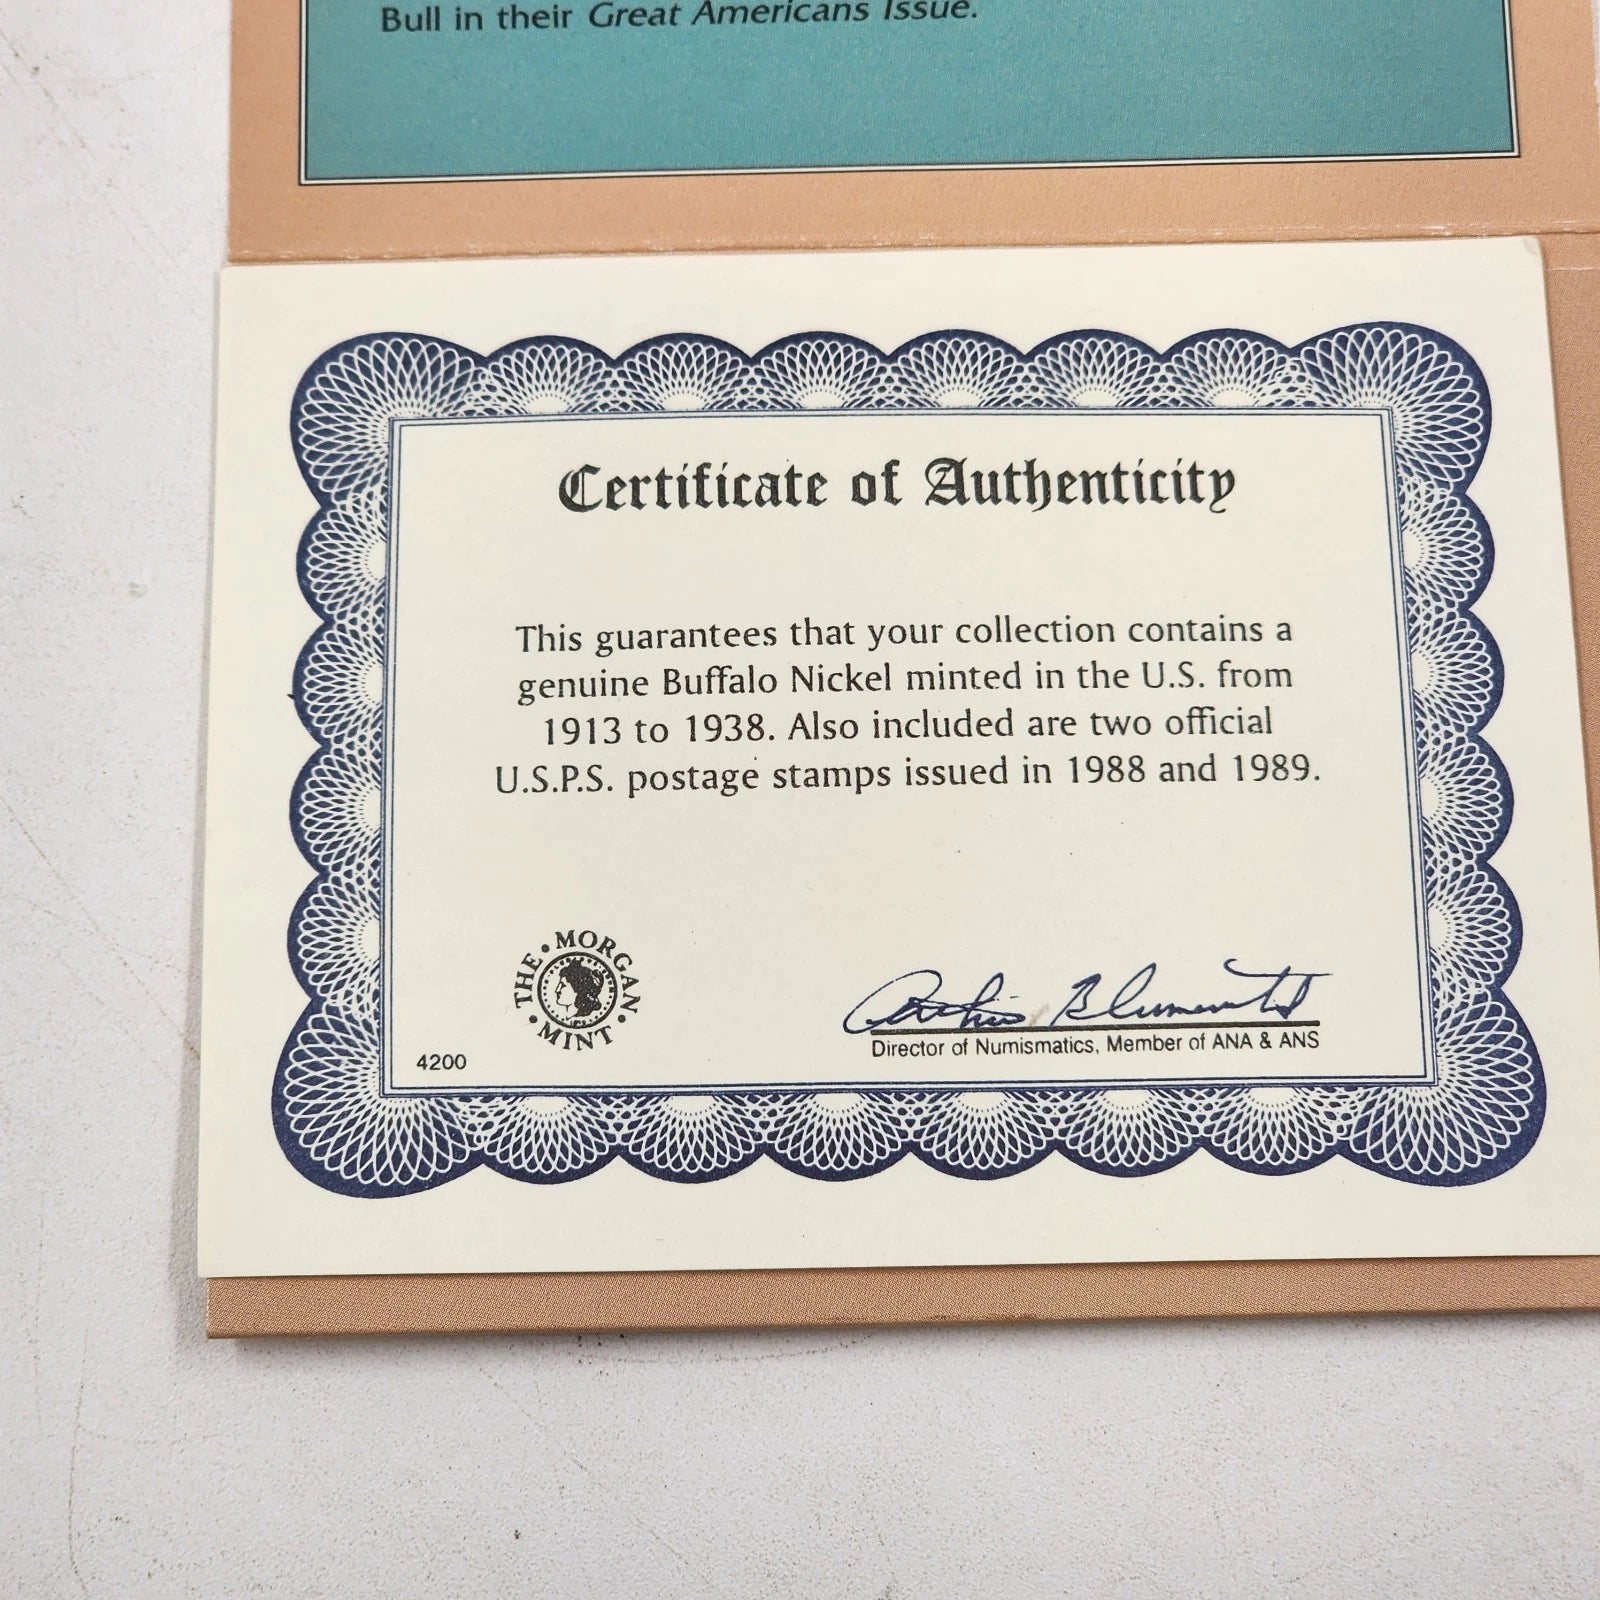 Bull in their Great Americans Issue.
Certificate of Authenticity
This guarantees that your collection contains a
genuine Buffalo Nickel minted in the U.S. from
1913 to 1938. Also included are two official
U.S.P.S. postage stamps issued in 1988 and 1989.
THE • MORGAN • MINT •
Director of Numismatics, Member of ANA & ANS
4200